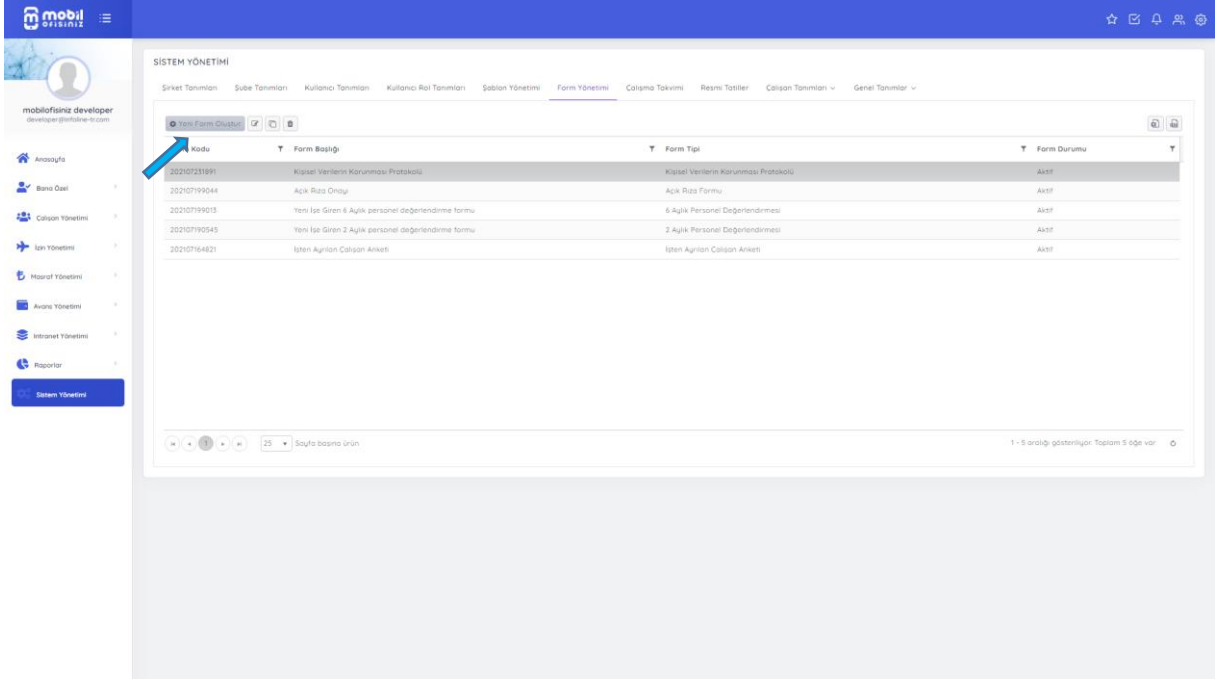 mobil
ofisiniz
mobilofisiniz developer
developer@infoline-tr.com
Anasayfa
Bana Özel
Çalışan Yönetimi
İzin Yönetimi
Masraf Yönetimi
Avans Yönetimi
Intranet Yönetimi
Raporlar
Sistem Yönetimi
SİSTEM YÖNETİMİ
Şirket Tanımları Şube Tanımları Kullanıcı Tanımları Kullanıcı Rol Tanımları Şablon Yönetimi Form Yönetimi Çalışma Takvimi Resmi Tatiller Çalışan Tanımları Genel Tanımlar
Yeni Form Oluştur
Kodu Form Başlığı Form Tipi Form Durumu
202107231891 Kişisel Verilerin Korunması Protokolü Kişisel Verilerin Korunması Protokolü Aktif
202107199044 Açık Rıza Onayı Açık Rıza Formu Aktif
202107199013 Yeni İşe Giren 6 Aylık personel değerlendirme formu 6 Aylık Personel Değerlendirmesi Aktif
202107190545 Yeni İşe Giren 2 Aylık personel değerlendirme formu 2 Aylık Personel Değerlendirmesi Aktif
202107164821 İşten Ayrılan Çalışan Anketi İşten Ayrılan Çalışan Anketi Aktif
1 25 Sayfa başına ürün 1 - 5 aralığı gösteriliyor. Toplam 5 öğe var